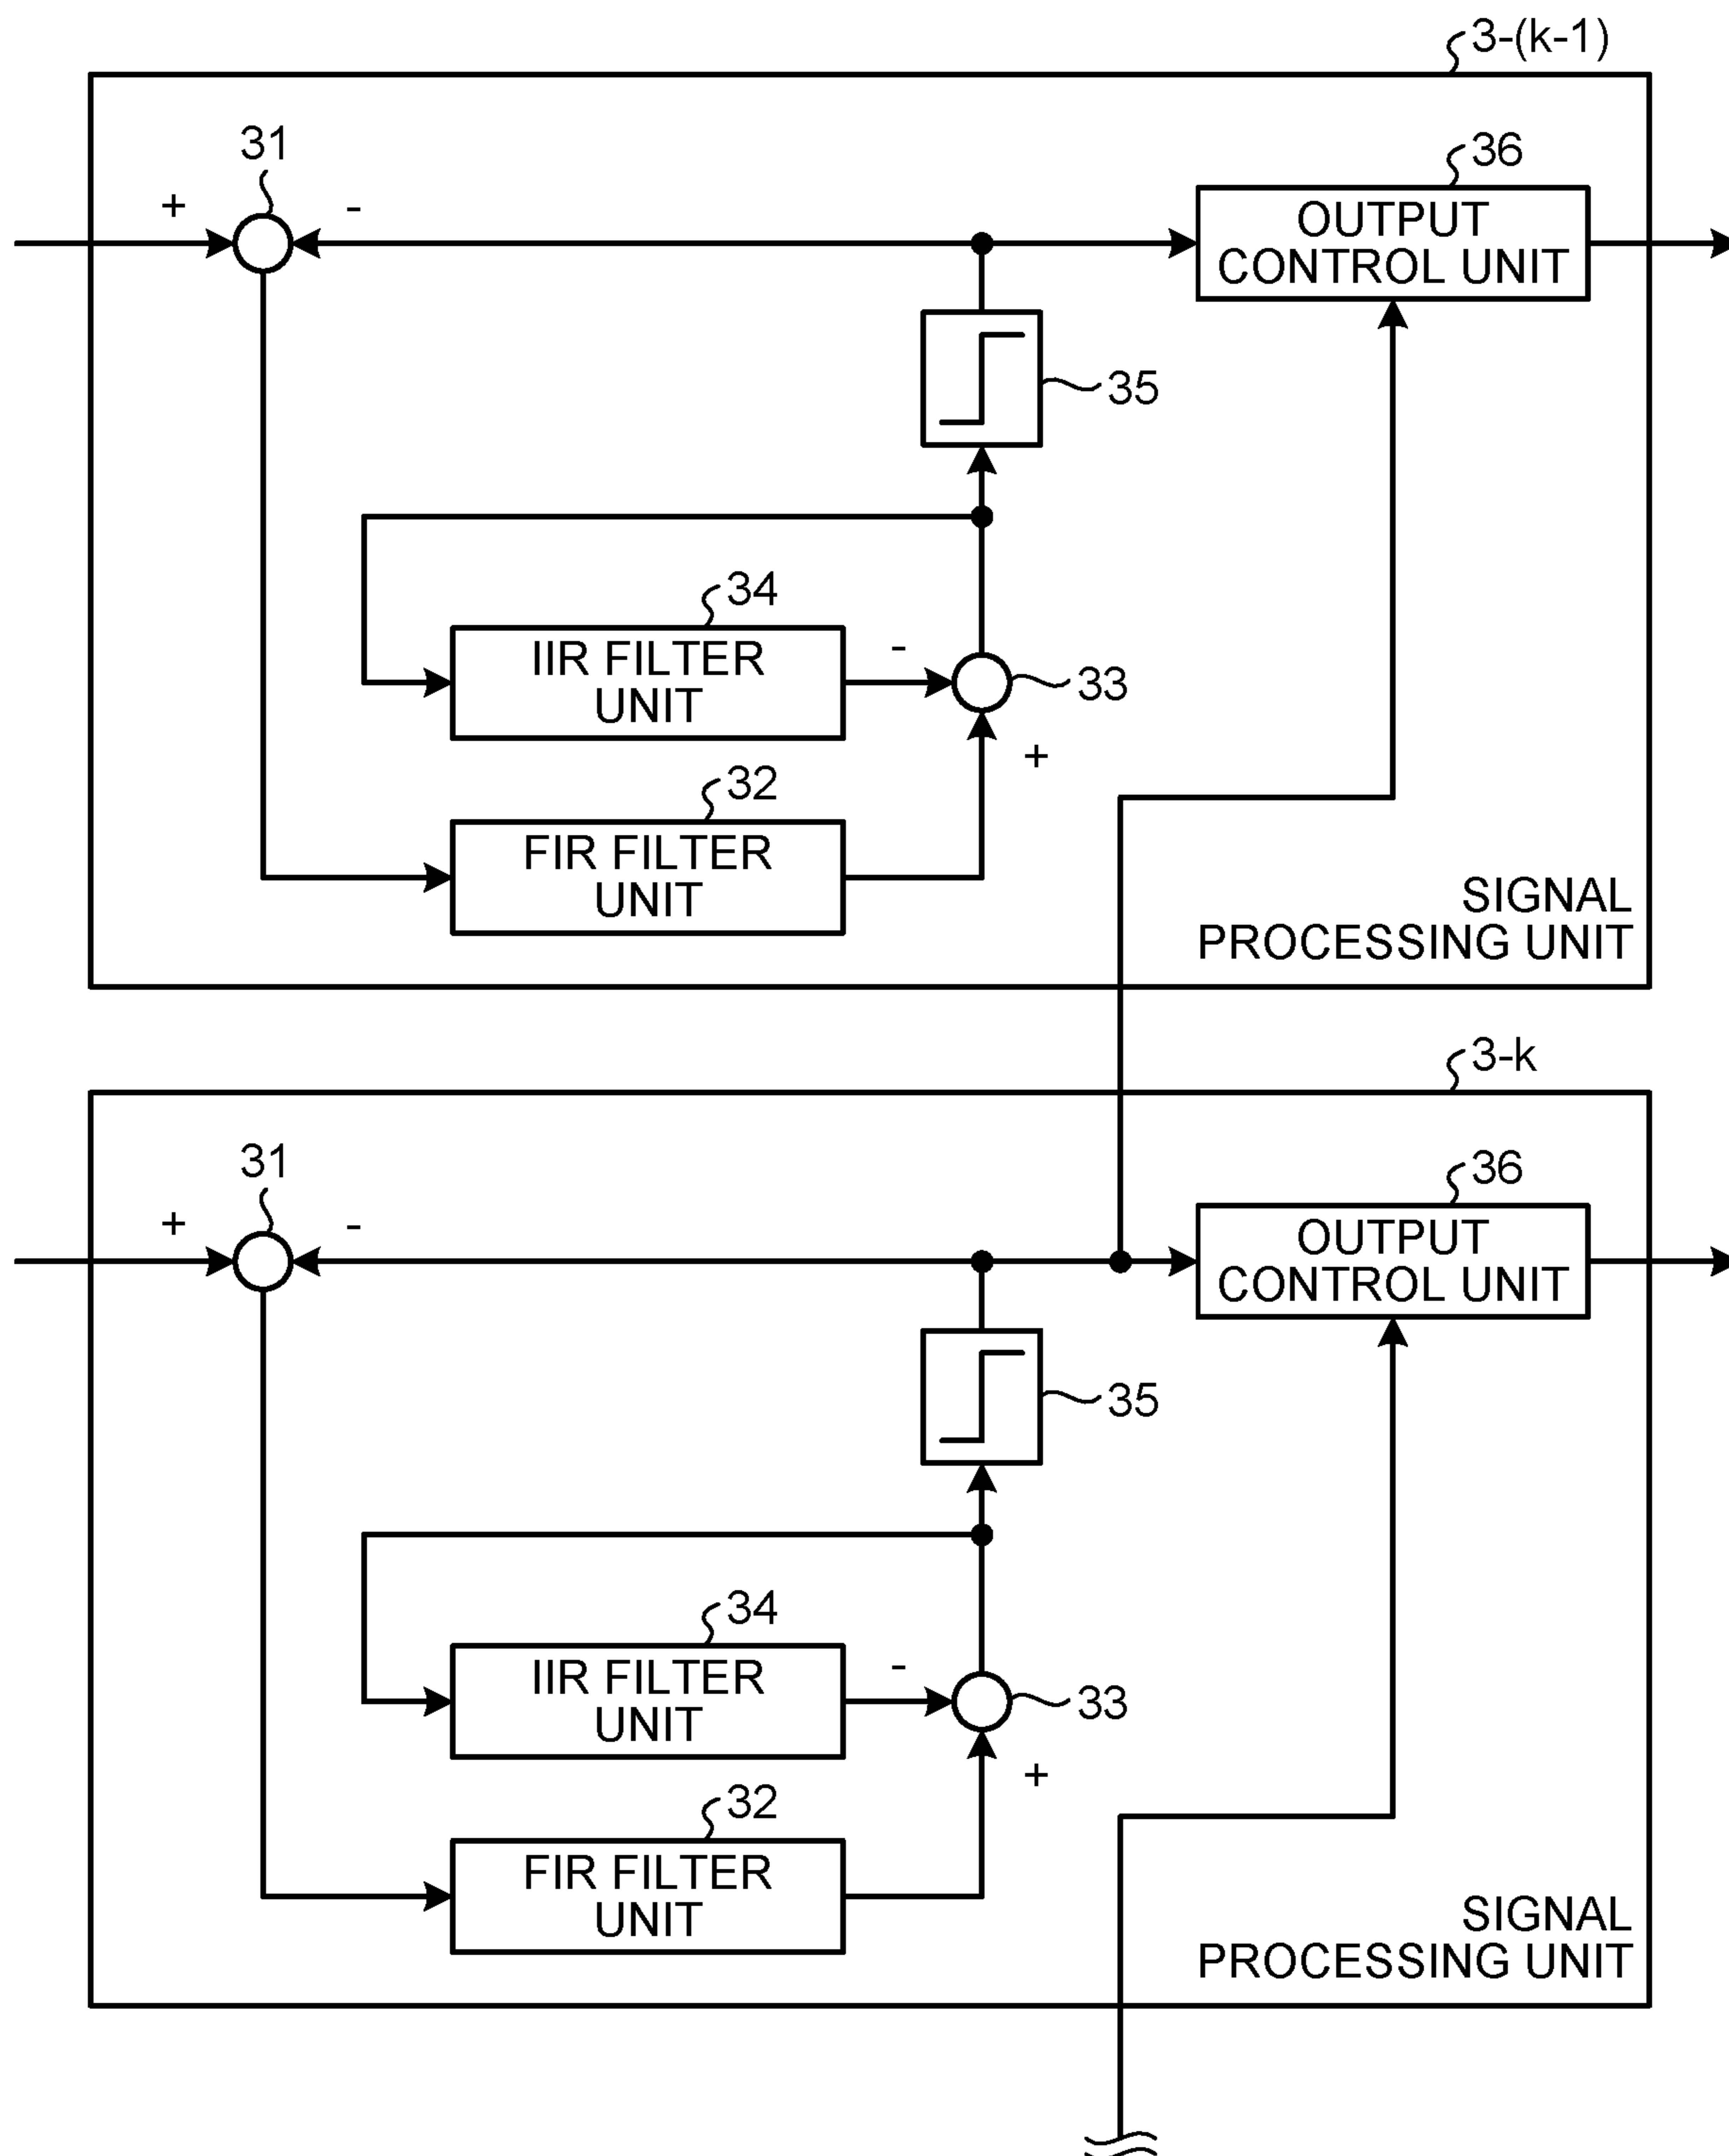 3-(k-1)
31
36
+
-
OUTPUT
CONTROL UNIT
35
34
IIR FILTER
UNIT
-
33
+
32
FIR FILTER
UNIT
SIGNAL
PROCESSING UNIT
3-k
31
36
+
-
OUTPUT
CONTROL UNIT
35
34
IIR FILTER
UNIT
-
33
+
32
FIR FILTER
UNIT
SIGNAL
PROCESSING UNIT